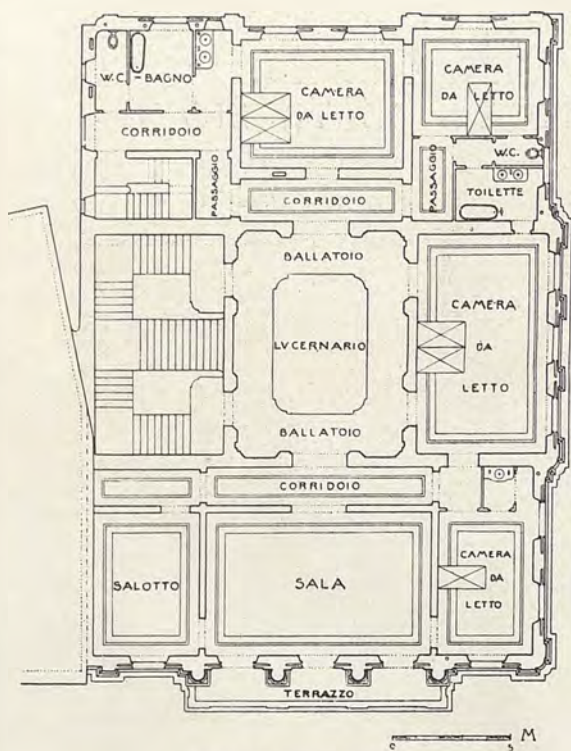 W.C. - BAGNO
CAMERA
DA LETTO
CAMERA
DA LETTO
CORRIDOIO
PASSAGGIO
PASSAGGIO
W.C.
TOILETTE
CORRIDOIO
BALLATOIO
LVCERNARIO
BALLATOIO
CAMERA
DA
LETTO
CORRIDOIO
SALOTTO
SALA
CAMERA
DA
LETTO
TERRAZZO
0 5 M